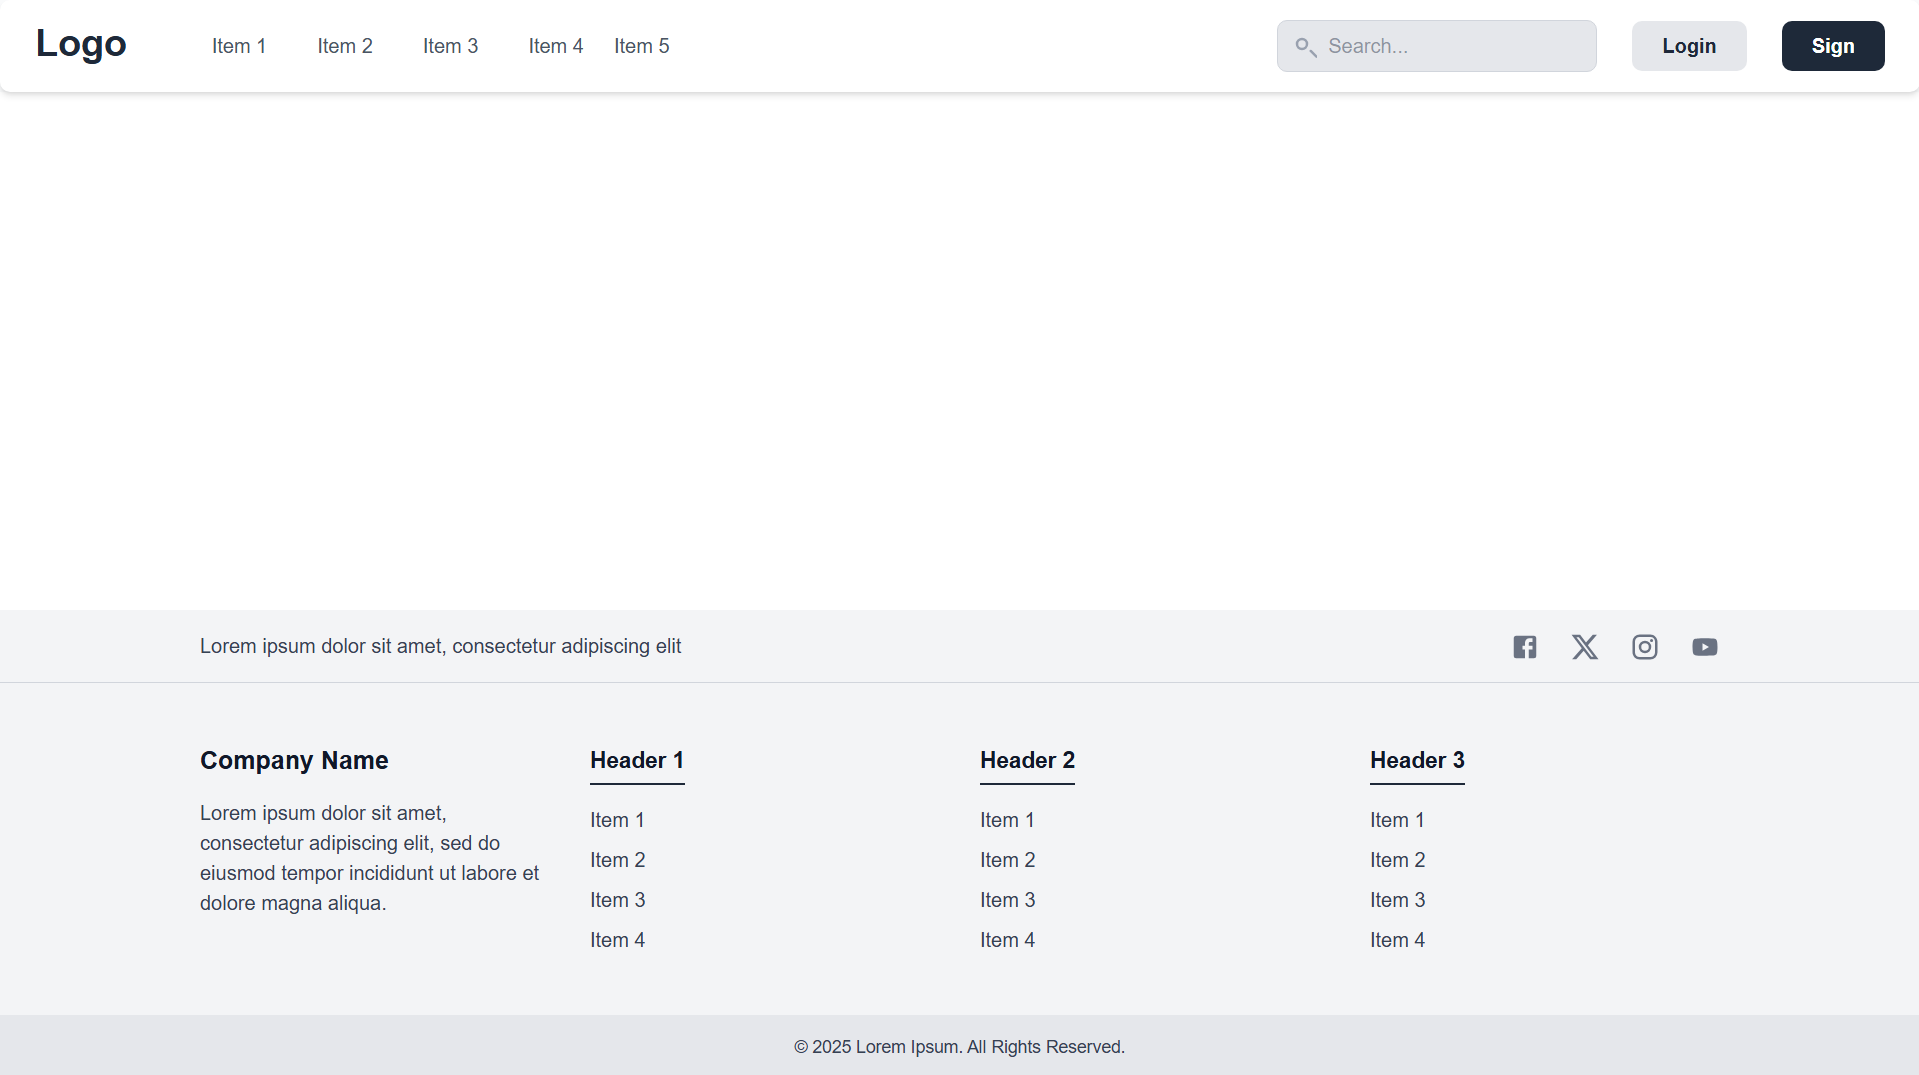 Logo
Item 1 Item 2 Item 3 Item 4 Item 5
Search...
Login
Sign
Lorem ipsum dolor sit amet, consectetur adipiscing elit
Company Name
Lorem ipsum dolor sit amet,
consectetur adipiscing elit, sed do
eiusmod tempor incididunt ut labore et
dolore magna aliqua.
Header 1
Item 1
Item 2
Item 3
Item 4
Header 2
Item 1
Item 2
Item 3
Item 4
Header 3
Item 1
Item 2
Item 3
Item 4
© 2025 Lorem Ipsum. All Rights Reserved.